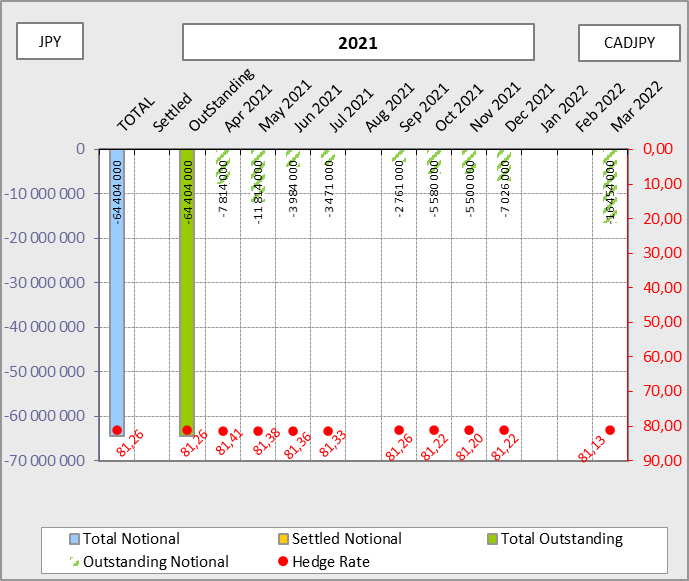 JPY
2021
CADJPY
TOTAL
Settled
OutStanding
Apr 2021
May 2021
Jun 2021
Jul 2021
Aug 2021
Sep 2021
Oct 2021
Nov 2021
Dec 2021
Jan 2022
Feb 2022
Mar 2022
0
-10 000 000
-20 000 000
-30 000 000
-40 000 000
-50 000 000
-60 000 000
-70 000 000
-64 404 000
-64 404 000
-7 814 000
-11 814 000
-3 984 000
-3 471 000
-2 761 000
-5 580 000
-5 500 000
-7 026 000
-16 454 000
0,00
10,00
20,00
30,00
40,00
50,00
60,00
70,00
80,00
90,00
81,26
81,26
81,41
81,38
81,36
81,33
81,26
81,22
81,20
81,22
81,13
Total Notional
Settled Notional
Total Outstanding
Outstanding Notional
Hedge Rate